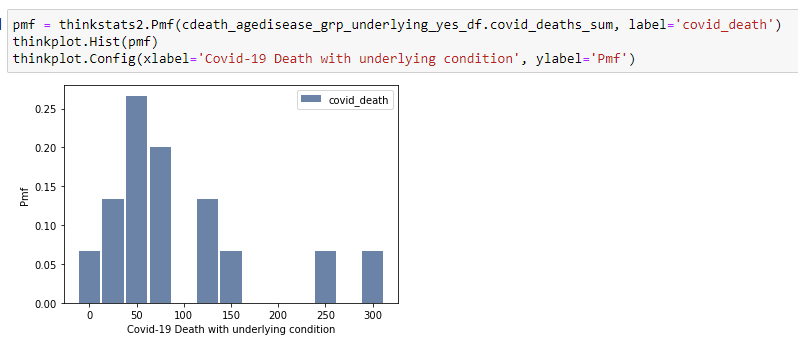 pmf = thinkstats2.Pmf(cdeath_agedisease_grp_underlying_yes_df.covid_deaths_sum, label='covid_death')
thinkplot.Hist(pmf)
thinkplot.Config(xlabel='Covid-19 Death with underlying condition', ylabel='Pmf')
covid_death
0.25
0.20
0.15
0.10
0.05
0.00
Pmf
0 50 100 150 200 250 300
Covid-19 Death with underlying condition